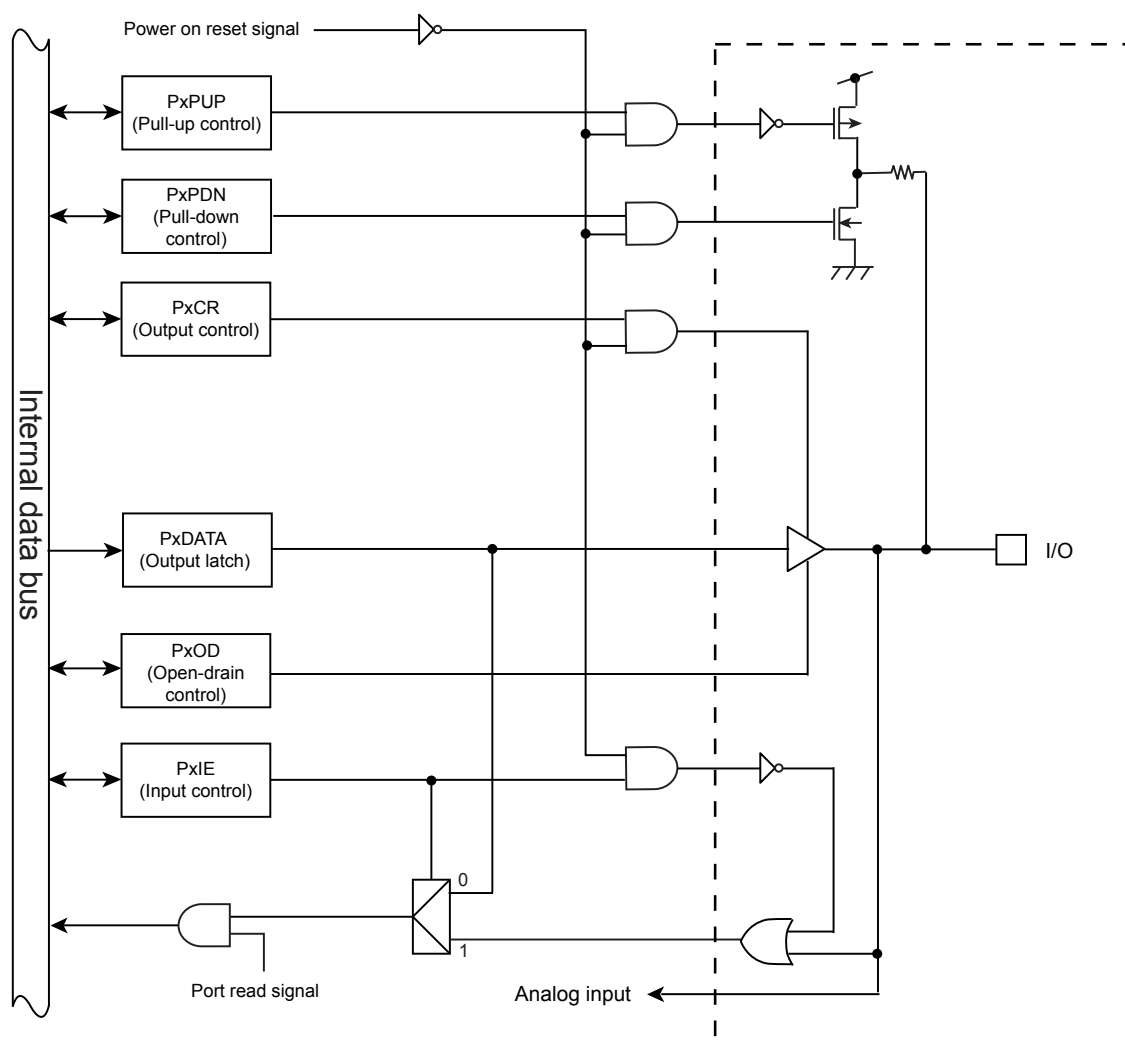 Power on reset signal
PxPUP
(Pull-up control)
PxPDN
(Pull-down
control)
PxCR
(Output control)
Internal data bus
PxDATA
(Output latch)
I/O
PxOD
(Open-drain
control)
PxIE
(Input control)
0
1
Port read signal
Analog input